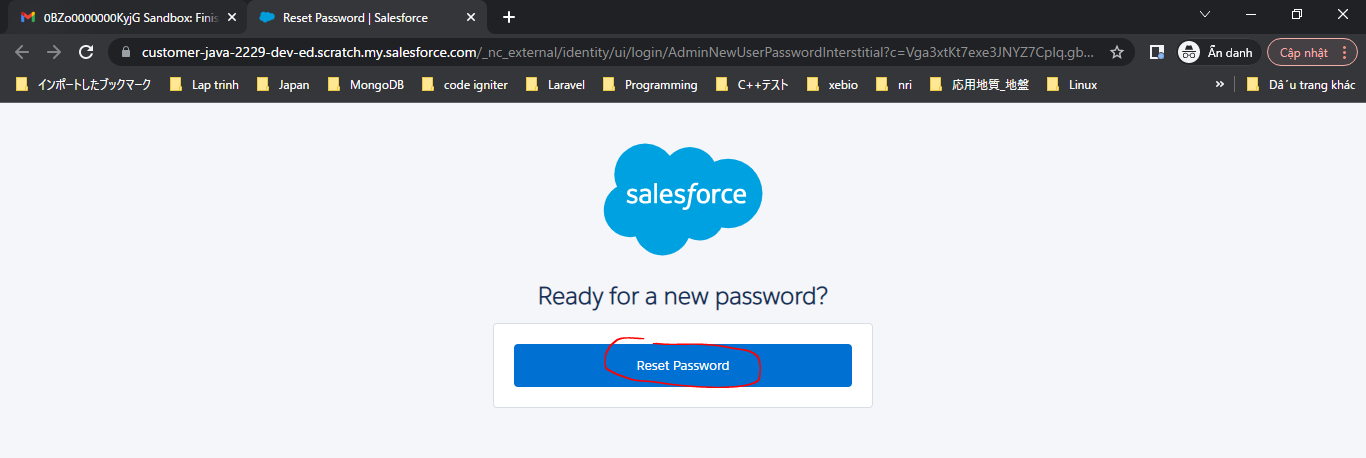 0BZo0000000KyjG Sandbox: Finis
Reset Password | Salesforce
customer-java-2229-dev-ed.scratch.my.salesforce.com/_nc_external/identity/ui/login/AdminNewUserPasswordInterstitial?c=Vga3xtKt7exe3JNYZ7CpIq.gb...
Ẩn danh
Cập nhật
インポートしたブックマーク Lap trinh Japan MongoDB code igniter Laravel Programming C++テスト xebio nri 応用地質_地盤 Linux » Dấu trang khác
salesforce
Ready for a new password?
Reset Password